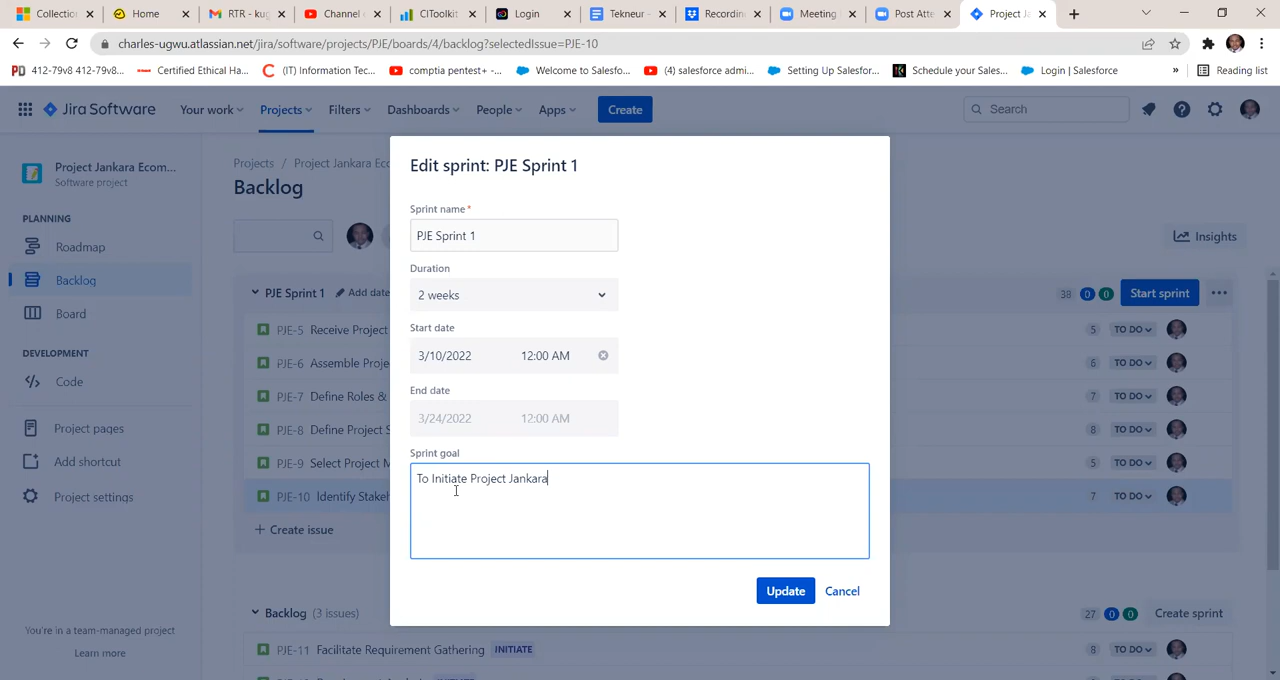 Collectio
Home
RTR - kug
Channel
CIToolkit
Login
Tekneur
Recordin
Meeting
Post Atte
Project Ja
charles-ugwu.atlassian.net/jira/software/projects/PJE/boards/4/backlog?selectedIssue=PJE-10
412-79v8 412-79v8...
Certified Ethical Ha...
(IT) Information Tec...
comptia pentest+ -...
Welcome to Salesfo...
(4) salesforce admi...
Setting Up Salesfor...
Schedule your Sales...
Login | Salesforce
»
Reading list
Jira Software
Your work
Projects
Filters
Dashboards
People
Apps
Create
Search
Project Jankara Ecom...
Software project
PLANNING
Roadmap
Backlog
Board
DEVELOPMENT
Code
Project pages
Add shortcut
Project settings
You're in a team-managed project
Learn more
Projects / Project Jankara Eco
Backlog
Insights
PJE Sprint 1 Add date
38 0 0 Start sprint
PJE-5 Receive Project 5 TO DO
PJE-6 Assemble Proje 6 TO DO
PJE-7 Define Roles & 7 TO DO
PJE-8 Define Project S 8 TO DO
PJE-9 Select Project M 5 TO DO
PJE-10 Identify Stakeh 7 TO DO
+ Create issue
Backlog (3 issues) 27 0 0 Create sprint
PJE-11 Facilitate Requirement Gathering INITIATE 8 TO DO
Edit sprint: PJE Sprint 1
Sprint name*
PJE Sprint 1
Duration
2 weeks
Start date
3/10/2022 12:00 AM
End date
3/24/2022 12:00 AM
Sprint goal
To Initiate Project Jankara
Update
Cancel